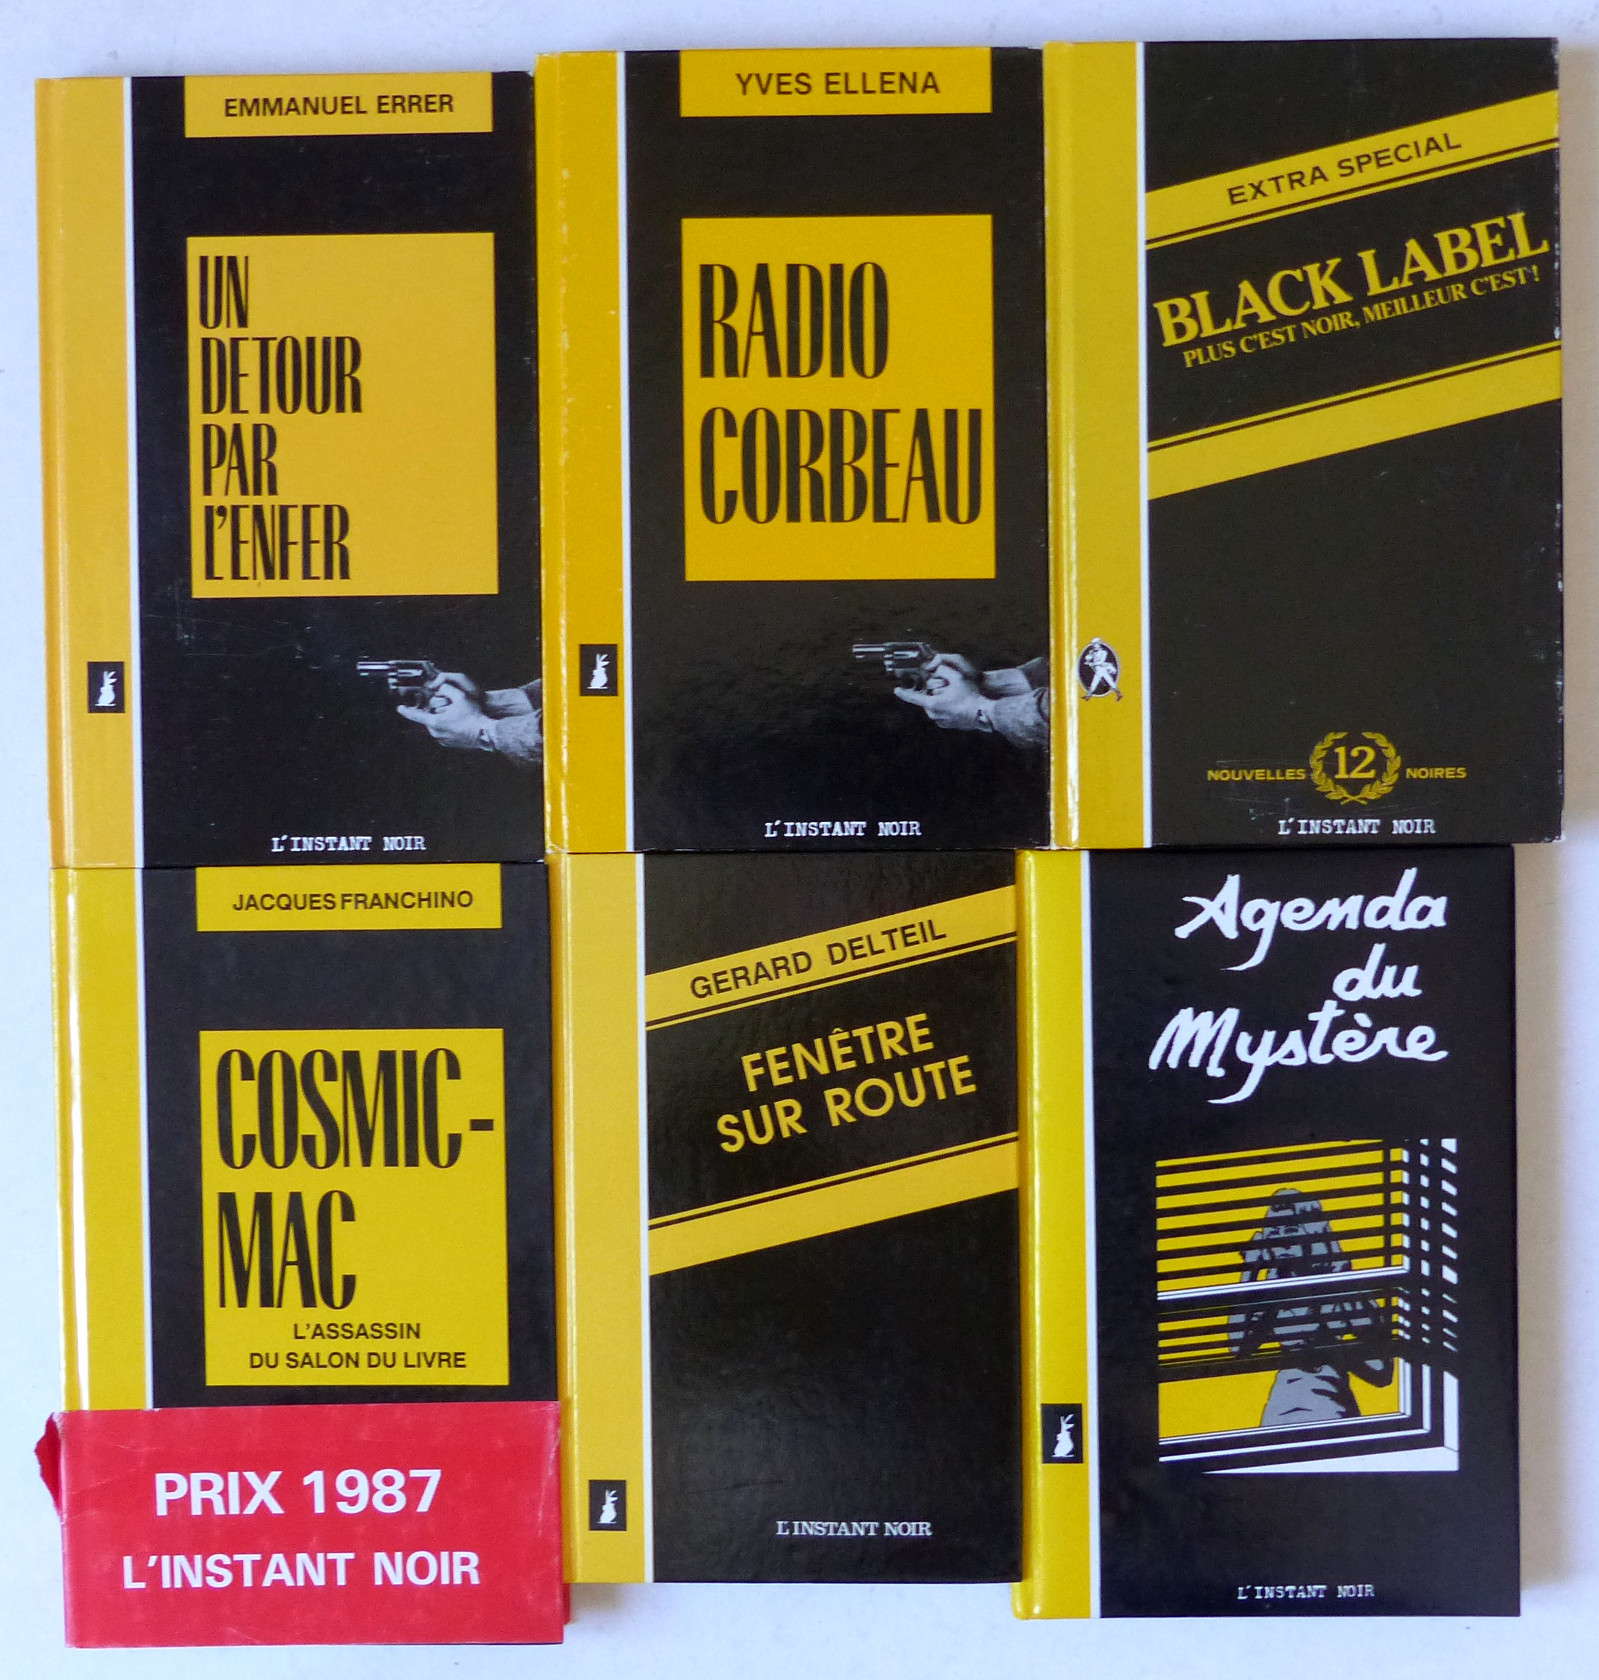 EMMANUEL ERRER
UN
DETOUR
PAR
L'ENFER
L'INSTANT NOIR
YVES ELLENA
RADIO
CORBEAU
L'INSTANT NOIR
EXTRA SPECIAL
BLACK LABEL
PLUS C'EST NOIR, MEILLEUR C'EST !
NOUVELLES 12 NOIRES
L'INSTANT NOIR
JACQUES FRANCHINO
COSMIC-
MAC
L'ASSASSIN
DU SALON DU LIVRE
PRIX 1987
L'INSTANT NOIR
GERARD DELTEIL
FENÊTRE
SUR ROUTE
L'INSTANT NOIR
Agenda
du
Mystère
L'INSTANT NOIR